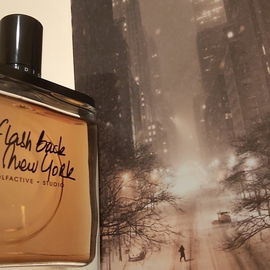 flash back
new york
OLFACTIVE • STUDIO